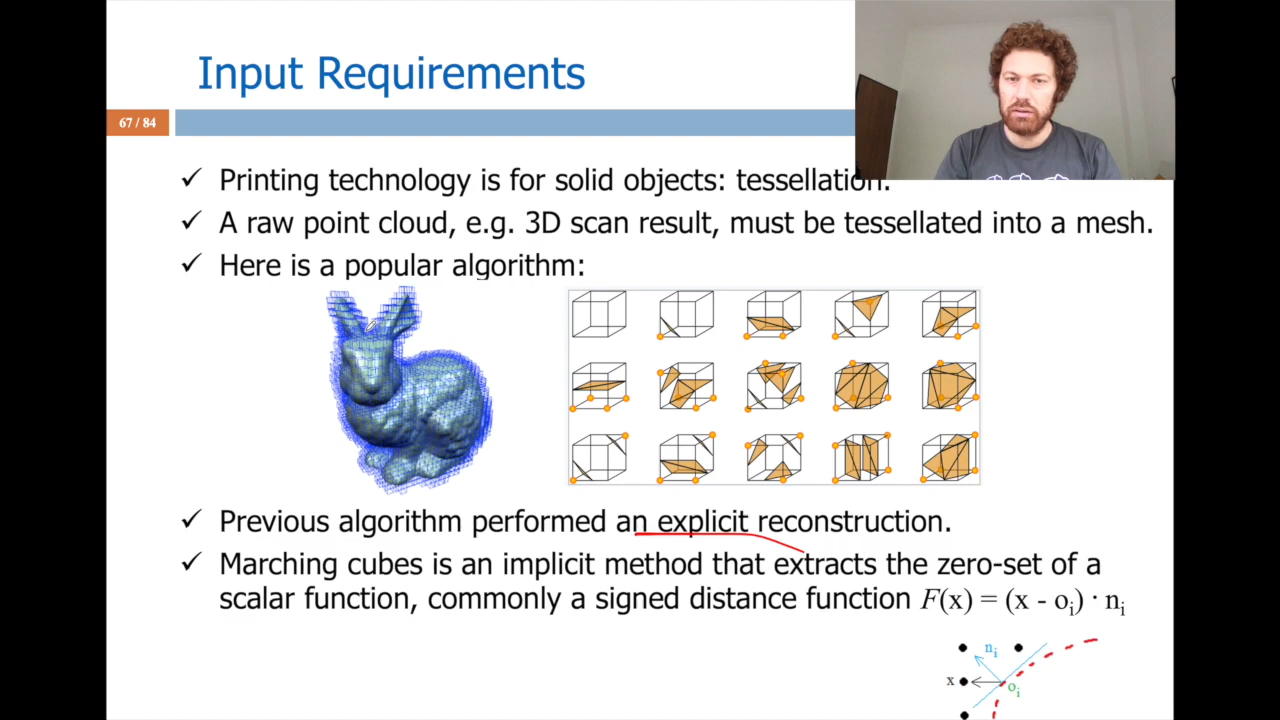 Input Requirements
67 / 84
✓ Printing technology is for solid objects: tessellation.
✓ A raw point cloud, e.g. 3D scan result, must be tessellated into a mesh.
✓ Here is a popular algorithm:
✓ Previous algorithm performed an explicit reconstruction.
✓ Marching cubes is an implicit method that extracts the zero-set of a
scalar function, commonly a signed distance function F(x) = (x - oᵢ) · nᵢ
nᵢ
x
oᵢ